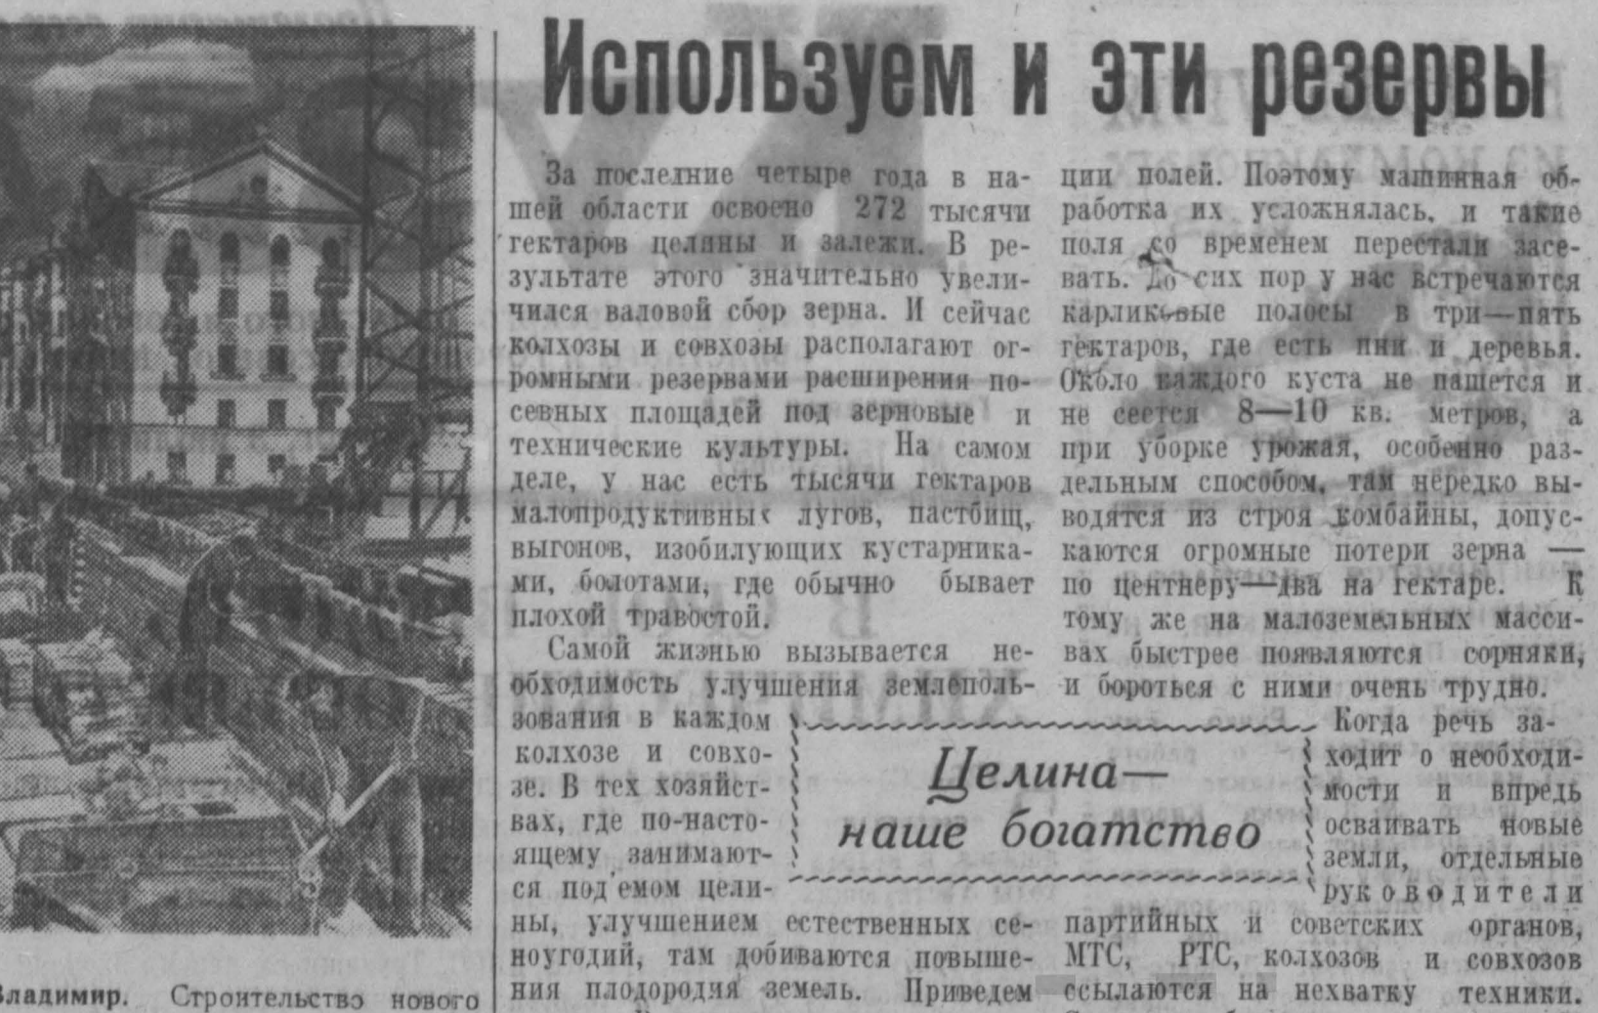 Используем и эти резервы
За последние четыре года в на-
шей области освоено 272 тысячи
гектаров целины и залежи. В ре-
зультате этого значительно увели-
чился валовой сбор зерна. И сейчас
колхозы и совхозы располагают ог-
ромными резервами расширения по-
севных площадей под зерновые и
технические культуры. На самом
деле, у нас есть тысячи гектаров
малопродуктивных лугов, пастбищ,
выгонов, изобилующих кустарника-
ми, болотами, где обычно бывает
плохой травостой.
Самой жизнью вызывается не-
обходимость улучшения землеполь-
зования в каждом
колхозе и совхо-
зе. В тех хозяйст-
вах, где по-насто-
ящему занимают-
ся под'емом цели-
ны, улучшением естественных се-
ноугодий, там добиваются повыше-
ния плодородия земель. Приведем
Целина—
наше богатство
ции полей. Поэтому машинная об-
работка их усложнялась, и такие
поля со временем перестали засе-
вать. До сих пор у нас встречаются
карликовые полосы в три—пять
гектаров, где есть пни и деревья.
Около каждого куста не пашется и
не сеется 8—10 кв. метров, а
при уборке урожая, особенно раз-
дельным способом, там нередко вы-
водятся из строя комбайны, допус-
каются огромные потери зерна —
по центнеру—два на гектаре. К
тому же на малоземельных масси-
вах быстрее появляются сорняки,
и бороться с ними очень трудно.
Когда речь за-
ходит о необходи-
мости и впредь
осваивать новые
земли, отдельные
руководители
партийных и советских органов,
МТС, РТС, колхозов и совхозов
ссылаются на нехватку техники.
Владимир. Строительство нового